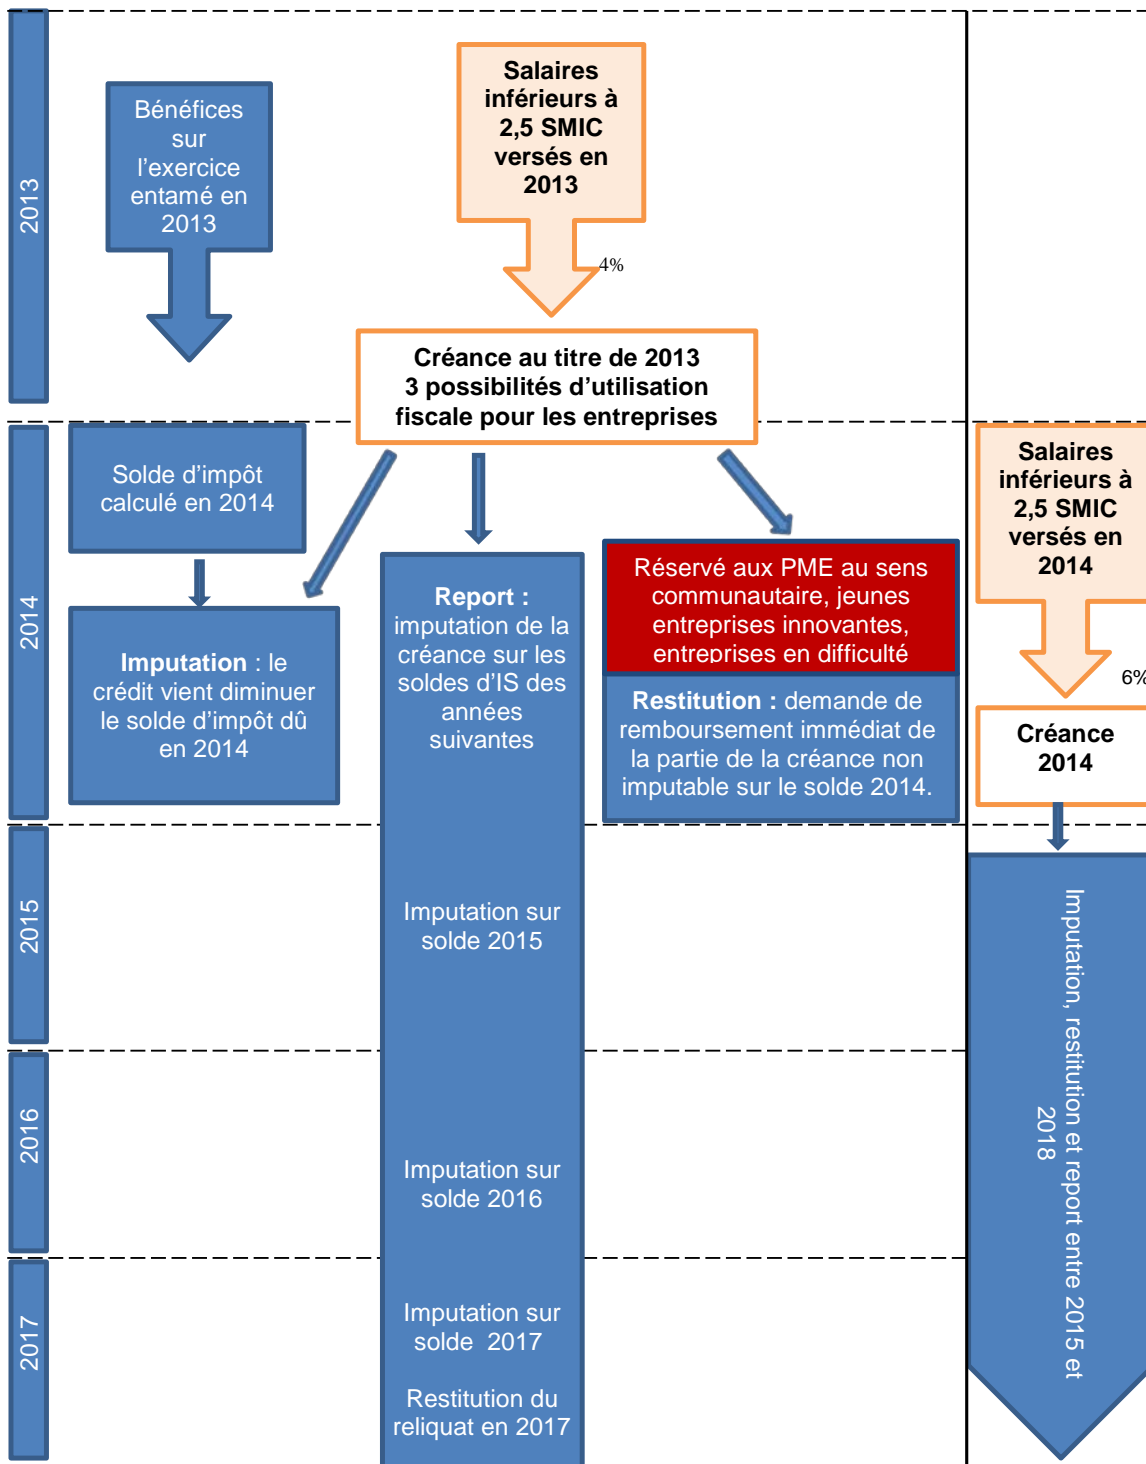 2013
Bénéfices
sur
l’exercice
entamé en
2013
Salaires
inférieurs à
2,5 SMIC
versés en
2013
4%
Créance au titre de 2013
3 possibilités d’utilisation
fiscale pour les entreprises
2014
Solde d’impôt
calculé en 2014
Imputation : le
crédit vient diminuer
le solde d’impôt dû
en 2014
Report :
imputation de la
créance sur les
soldes d’IS des
années
suivantes
Réservé aux PME au sens
communautaire, jeunes
entreprises innovantes,
entreprises en difficulté
Restitution : demande de
remboursement immédiat de
la partie de la créance non
imputable sur le solde 2014.
Salaires
inférieurs à
2,5 SMIC
versés en
2014
6%
Créance
2014
2015
Imputation sur
solde 2015
2016
Imputation sur
solde 2016
2017
Imputation sur
solde 2017
Restitution du
reliquat en 2017
Imputation, restitution et report entre 2015 et
2018